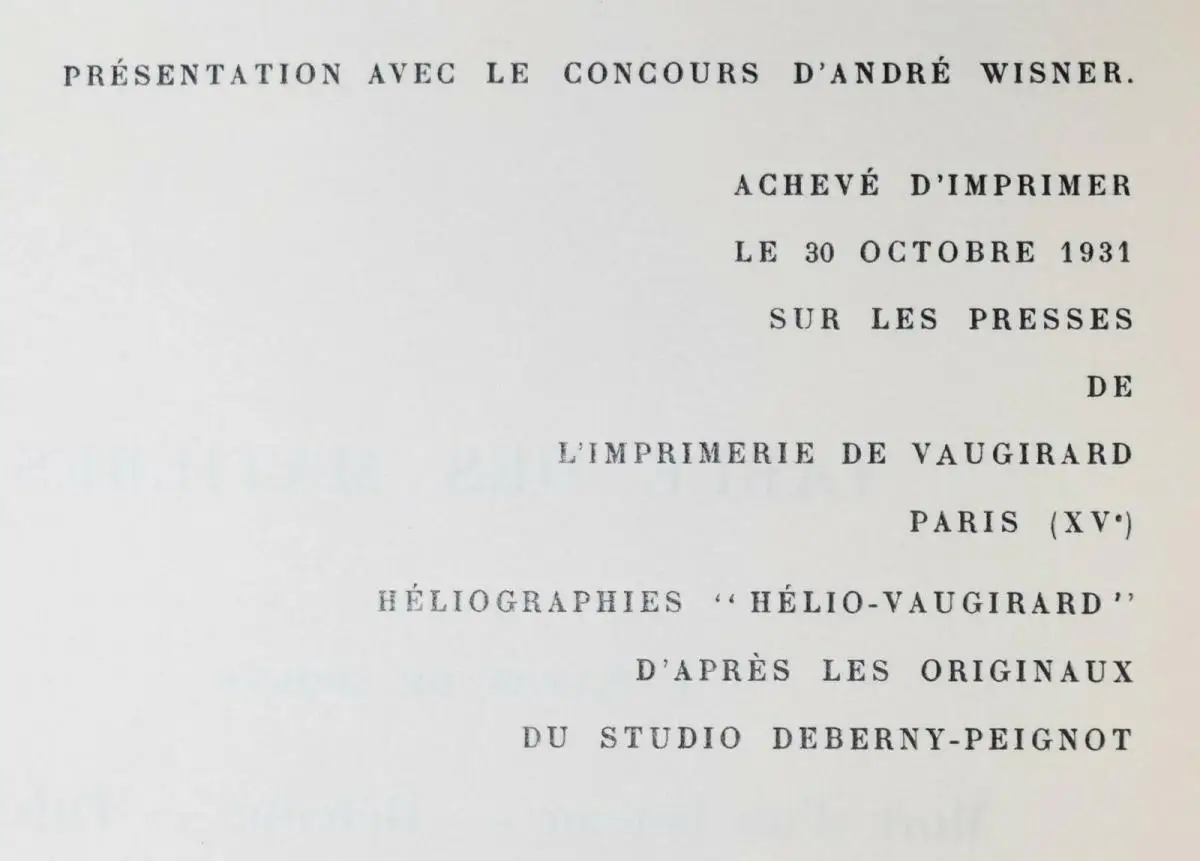 PRÉSENTATION AVEC LE CONCOURS D'ANDRÉ WISNER.
ACHEVÉ D'IMPRIMER
LE 30 OCTOBRE 1931
SUR LES PRESSES
DE
L'IMPRIMERIE DE VAUGIRARD
PARIS (XVe)
HÉLIOGRAPHIES “HÉLIO-VAUGIRARD”
D'APRÈS LES ORIGINAUX
DU STUDIO DEBERNY-PEIGNOT